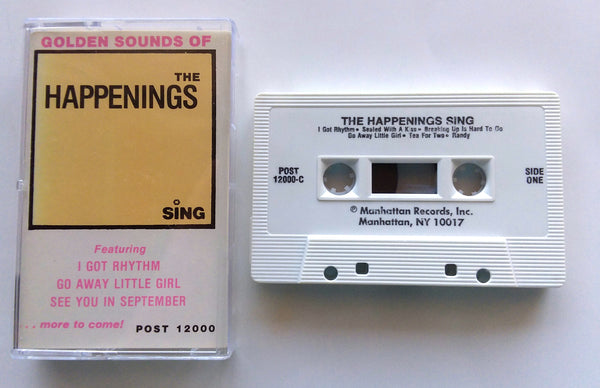 GOLDEN SOUNDS OF
THE
HAPPENINGS
SING
Featuring
I GOT RHYTHM
GO AWAY LITTLE GIRL
SEE YOU IN SEPTEMBER
. . . more to come!
POST 12000
THE HAPPENINGS SING
I Got Rhythm • Sealed With A Kiss • Breaking Up Is Hard To Do
Go Away Little Girl • Tea For Two • Randy
POST
12000-C
SIDE
ONE
℗ Manhattan Records, Inc.
Manhattan, NY 10017